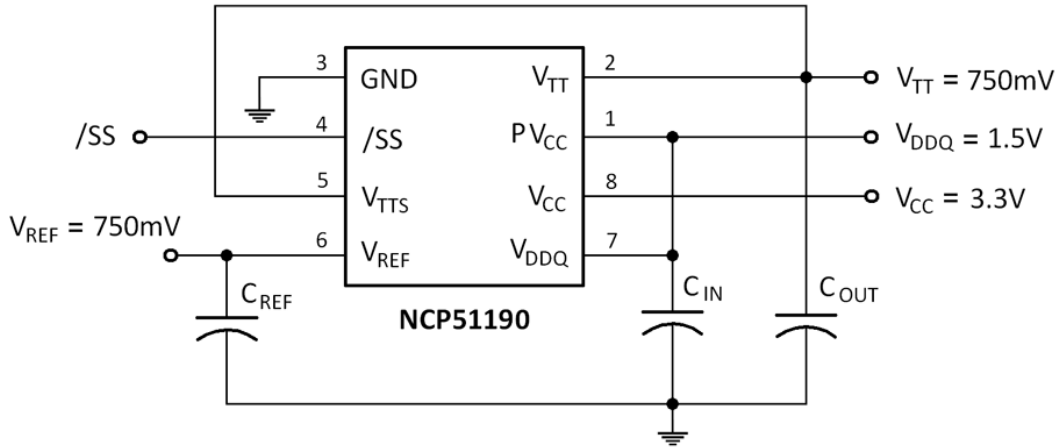 3 GND V_TT 2 V_TT = 750mV
/SS 4 /SS PV_CC 1 V_DDQ = 1.5V
5 V_TTS V_CC 8 V_CC = 3.3V
V_REF = 750mV 6 V_REF V_DDQ 7
C_REF C_IN C_OUT
NCP51190